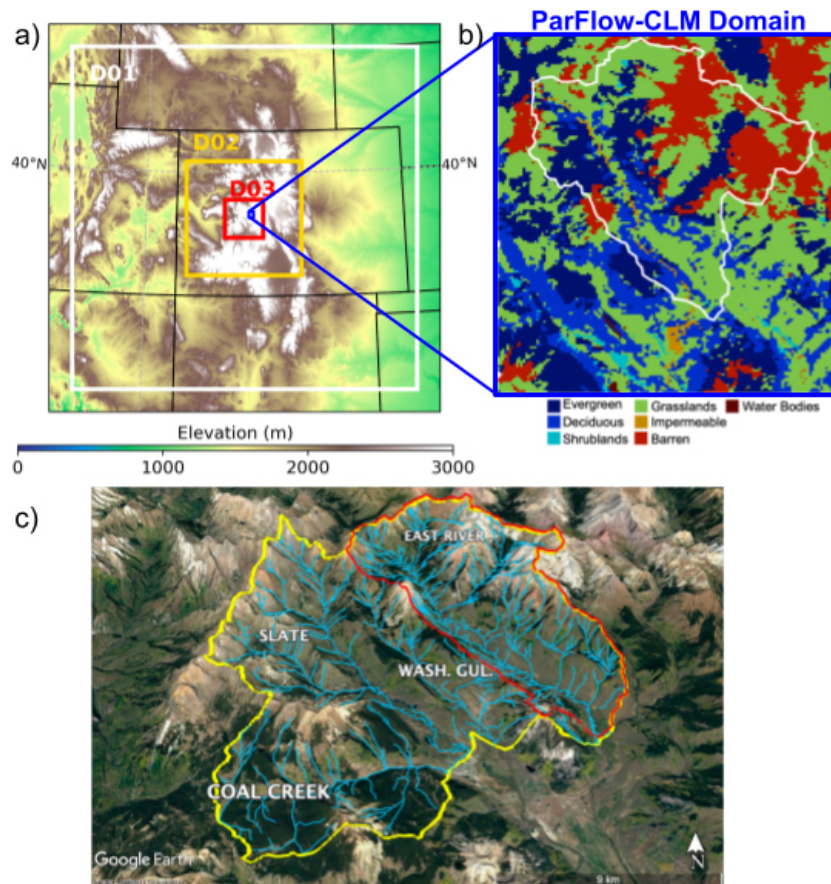 ParFlow-CLM Domain
a)
b)
D01
D02
D03
40°N
40°N
Evergreen
Grasslands
Water Bodies
Deciduous
Impermeable
Shrublands
Barren
Elevation (m)
0
1000
2000
3000
c)
EAST RIVER
SLATE
WASH. GUL.
COAL CREEK
Google Earth
N
9 km